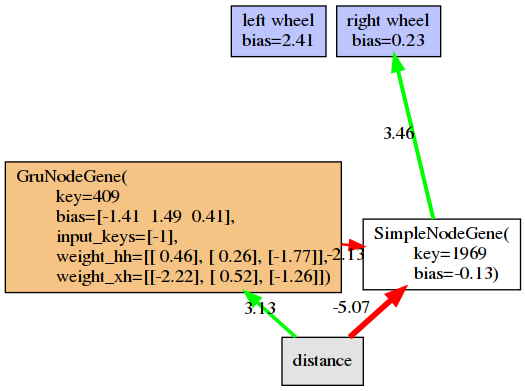 left wheel
bias=2.41
right wheel
bias=0.23
3.46
GruNodeGene(
key=409
bias=[-1.41 1.49 0.41],
input_keys=[-1],
weight_hh=[[ 0.46], [ 0.26], [-1.77]],
weight_xh=[[-2.22], [ 0.52], [-1.26]])
-2.13
SimpleNodeGene(
key=1969
bias=-0.13)
3.13
-5.07
distance